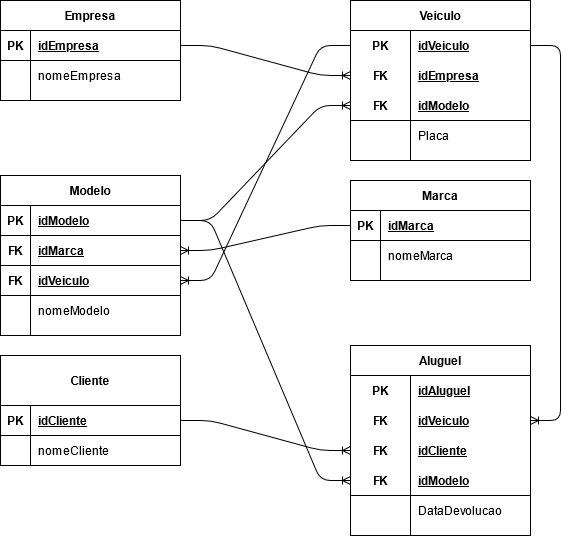 Empresa
PK idEmpresa
nomeEmpresa
Veiculo
PK idVeiculo
FK idEmpresa
FK idModelo
Placa
Modelo
PK idModelo
FK idMarca
FK idVeiculo
nomeModelo
Marca
PK idMarca
nomeMarca
Cliente
PK idCliente
nomeCliente
Aluguel
PK idAluguel
FK idVeiculo
FK idCliente
FK idModelo
DataDevolucao